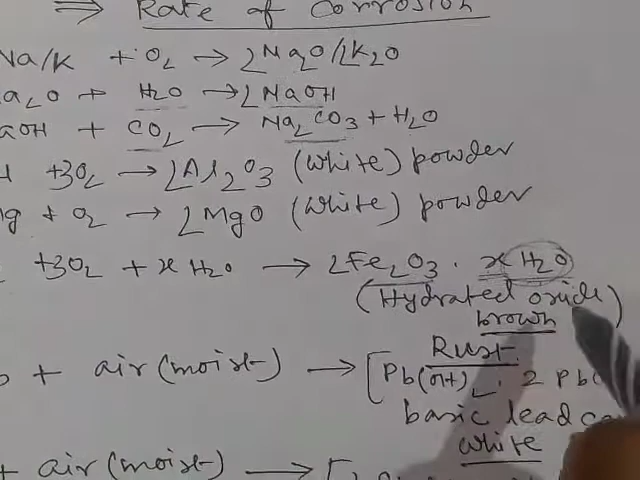 ⇒ Rate of Corrosion
Na/K + O₂ → 2Na₂O/2K₂O
a₂O + H₂O → 2NaOH
aOH + CO₂ → Na₂CO₃ + H₂O
+3O₂ → 2Al₂O₃ (White) powder
g + O₂ → 2MgO (White) powder
+3O₂ + x H₂O → 2Fe₂O₃ . x H₂O
(Hydrated oxide)
brown
Rust.
+ air (moist) → [Pb(OH)₂ . 2 Pb
basic lead ca
white
+ air (moist) → [